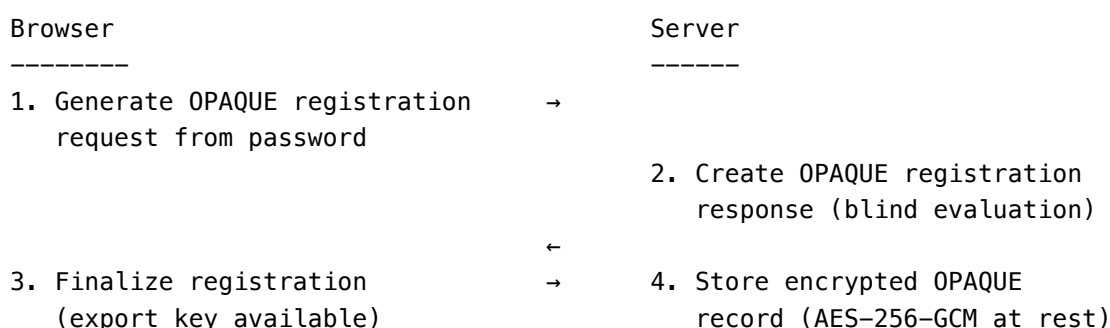 Browser Server
-------- ------
1. Generate OPAQUE registration →
request from password
2. Create OPAQUE registration
response (blind evaluation)
←
3. Finalize registration → 4. Store encrypted OPAQUE
(export key available) record (AES-256-GCM at rest)